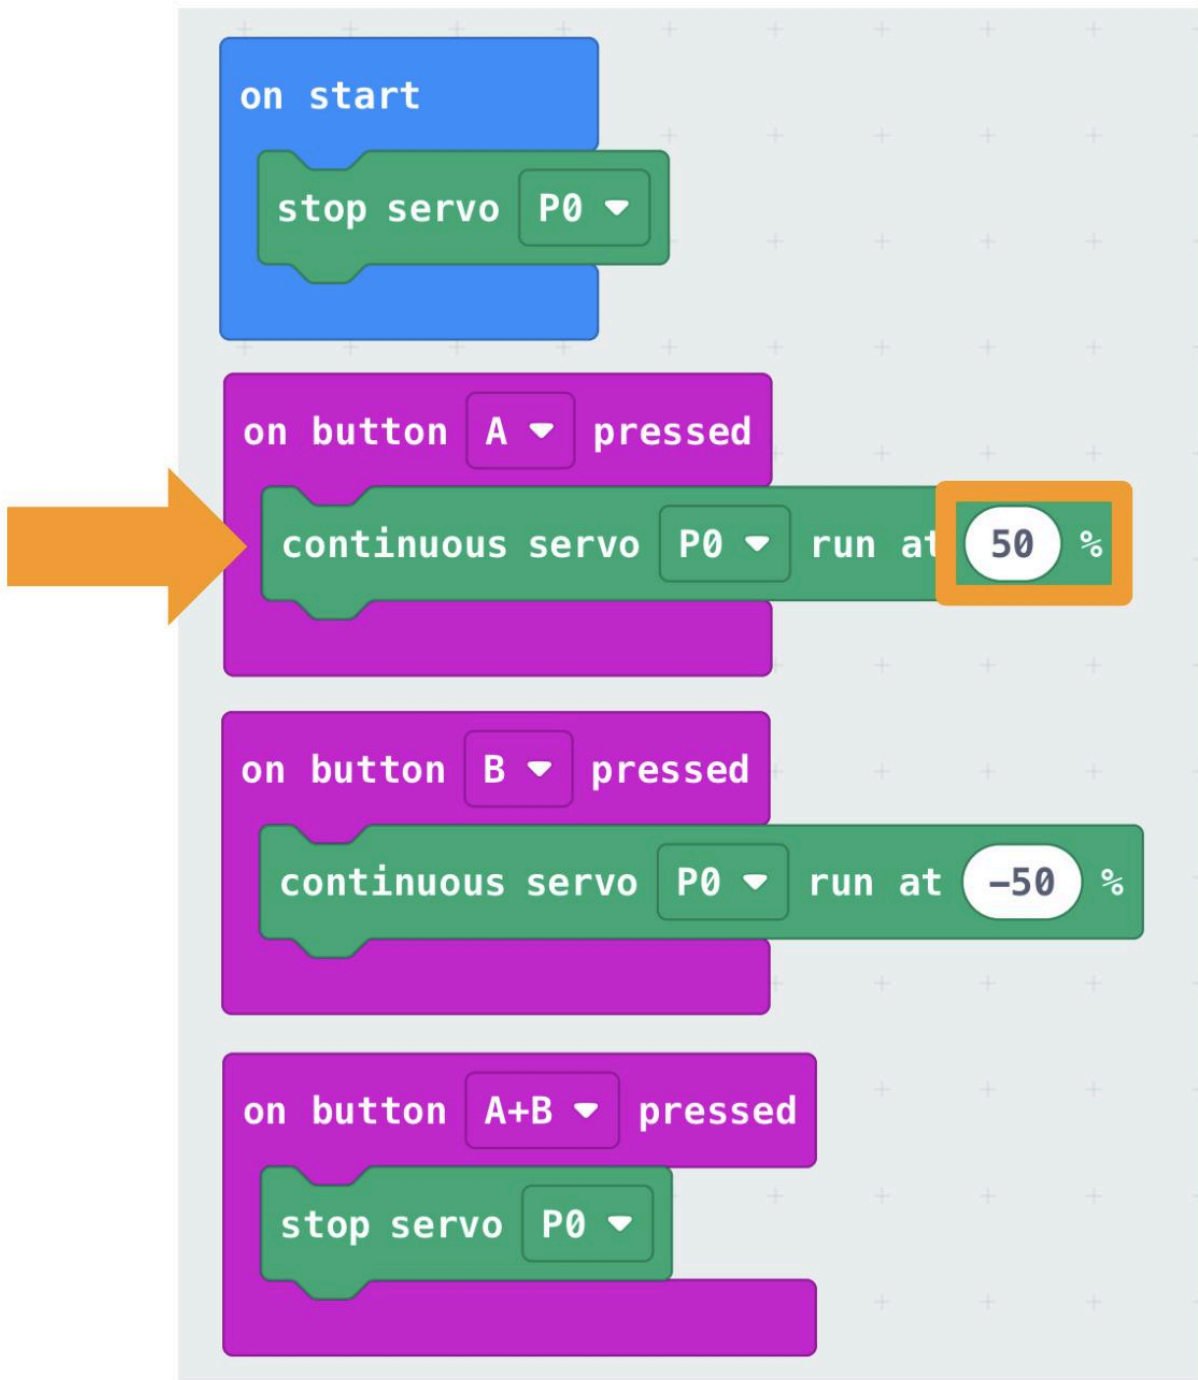 on start
stop servo P0
on button A pressed
continuous servo P0 run at 50 %
on button B pressed
continuous servo P0 run at -50 %
on button A+B pressed
stop servo P0